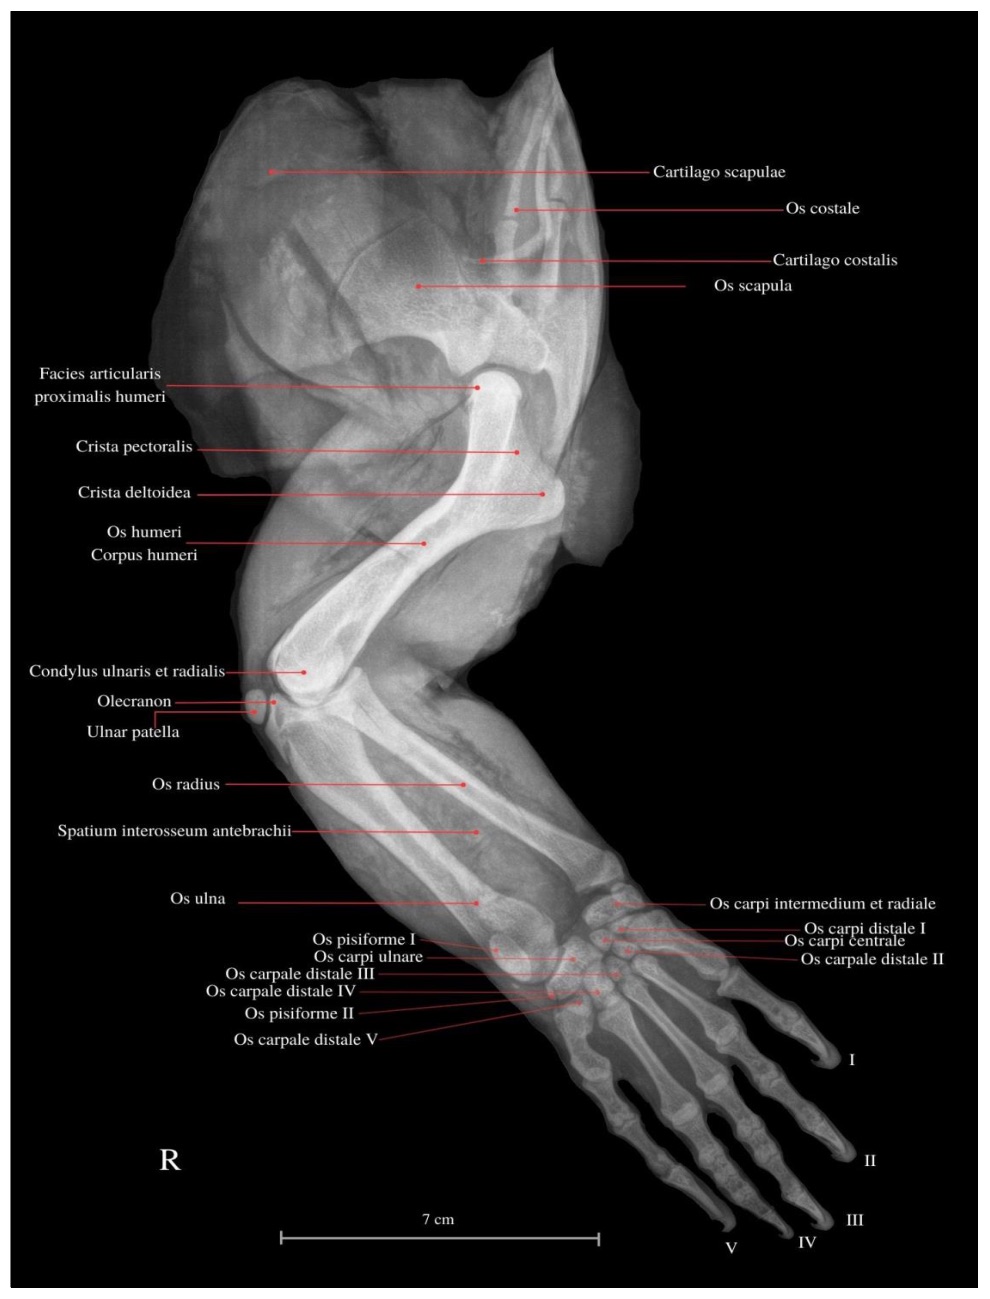 Cartilago scapulae
Os costale
Cartilago costalis
Os scapula
Facies articularis
proximalis humeri
Crista pectoralis
Crista deltoidea
Os humeri
Corpus humeri
Condylus ulnaris et radialis
Olecranon
Ulnar patella
Os radius
Spatium interosseum antebrachii
Os ulna
Os carpi intermedium et radiale
Os carpi distale I
Os pisiforme I
Os carpi centrale
Os carpi ulnare
Os carpale distale II
Os carpale distale III
Os carpale distale IV
Os pisiforme II
Os carpale distale V
I
R
II
7 cm
III
IV
V